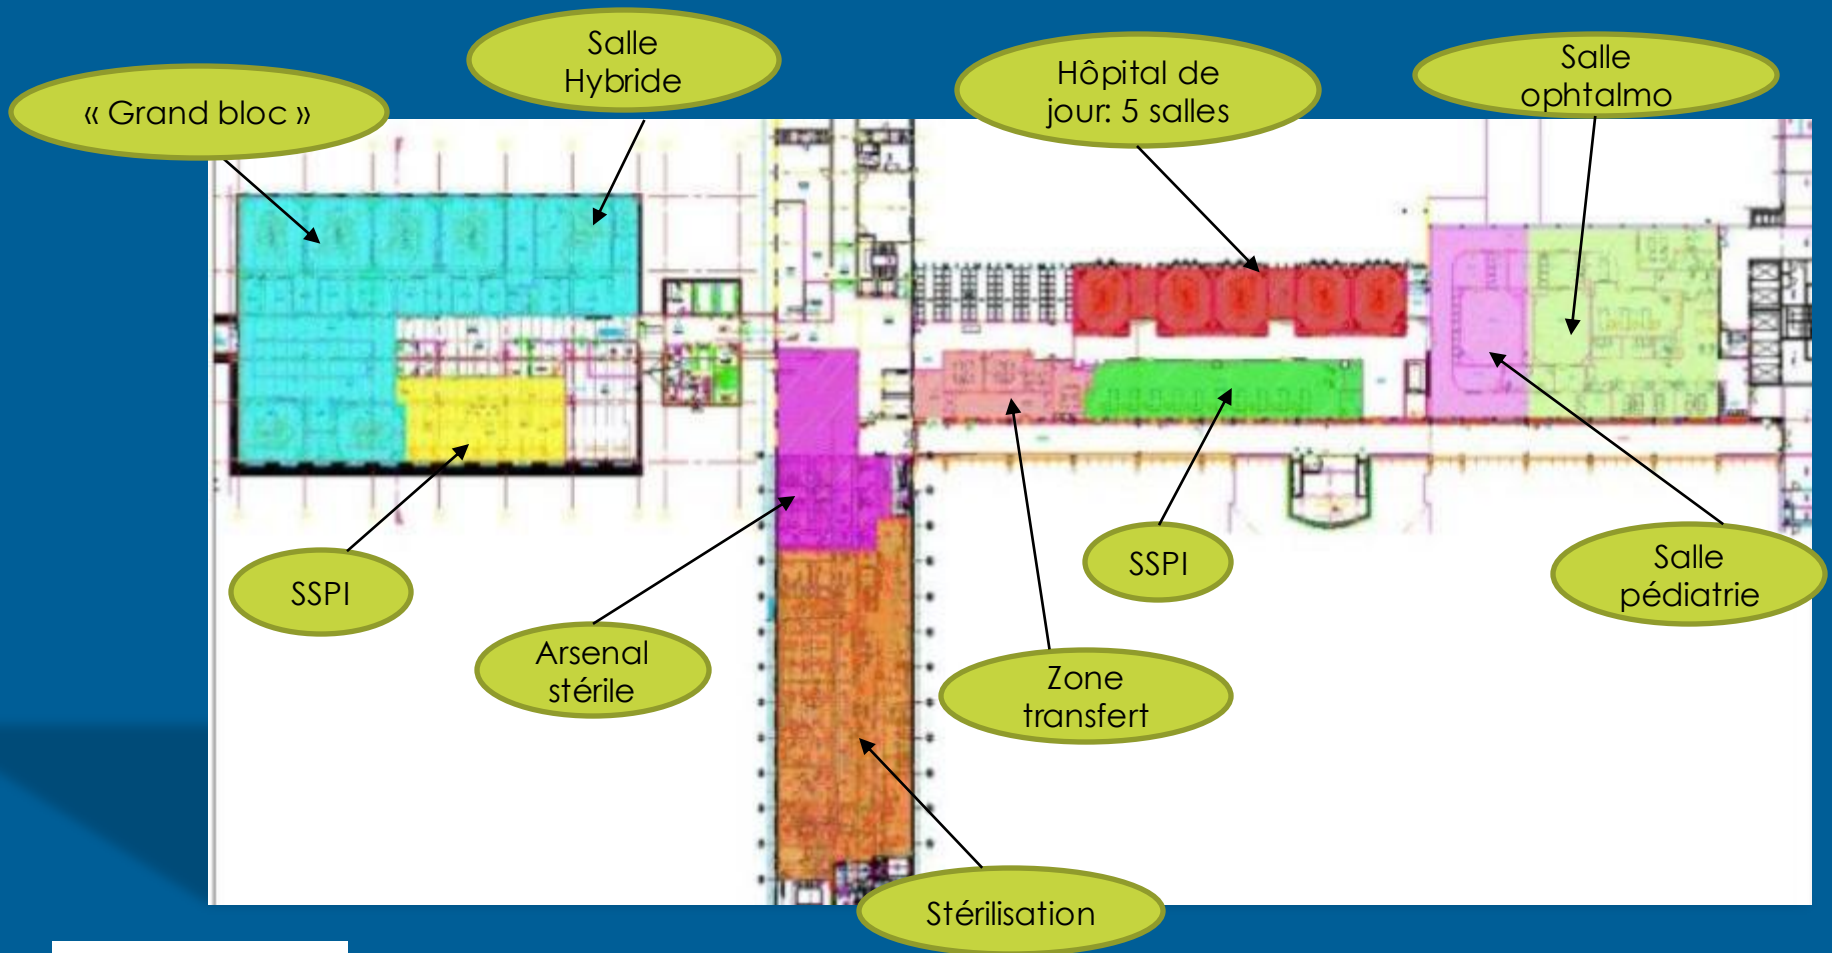 Salle
Hybride
« Grand bloc »
Hôpital de
jour: 5 salles
Salle
ophtalmo
SSPI
Arsenal
stérile
SSPI
Zone
transfert
Salle
pédiatrie
Stérilisation